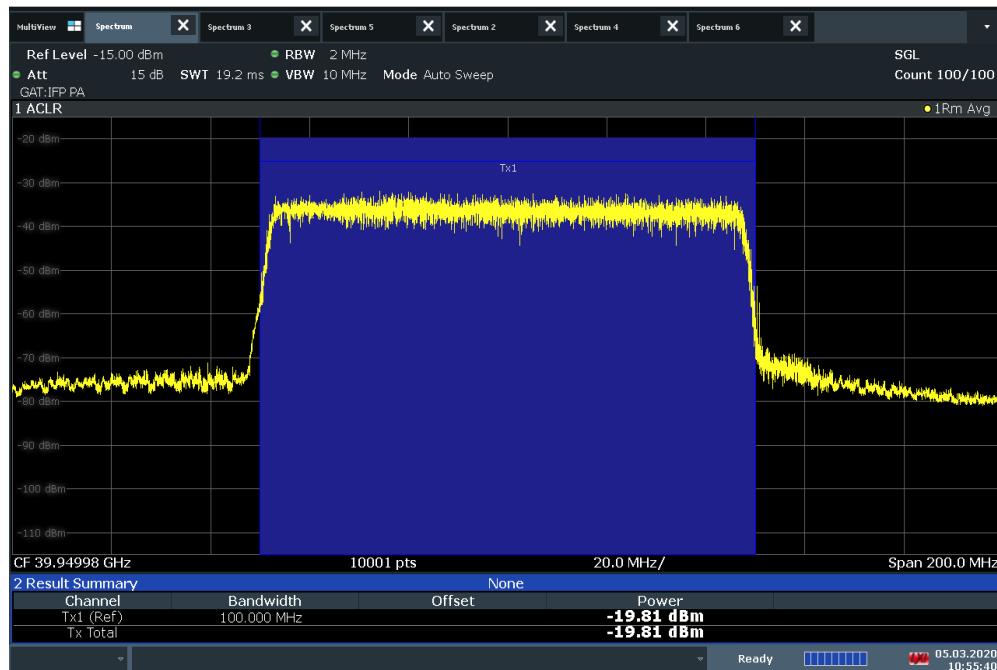 MultiView Spectrum X Spectrum 3 X Spectrum 5 X Spectrum 2 X Spectrum 4 X Spectrum 6 X
Ref Level -15.00 dBm RBW 2 MHz SGL
Att 15 dB SWT 19.2 ms VBW 10 MHz Mode Auto Sweep Count 100/100
GAT:IFP PA
1 ACLR 1Rm Avg
-20 dBm
Tx1
-30 dBm
-40 dBm
-50 dBm
-60 dBm
-70 dBm
-80 dBm
-90 dBm
-100 dBm
-110 dBm
CF 39.94998 GHz 10001 pts 20.0 MHz/ Span 200.0 MHz
2 Result Summary None
Channel Bandwidth Offset Power
Tx1 (Ref) 100.000 MHz -19.81 dBm
Tx Total -19.81 dBm
Ready 05.03.2020
10:55:40